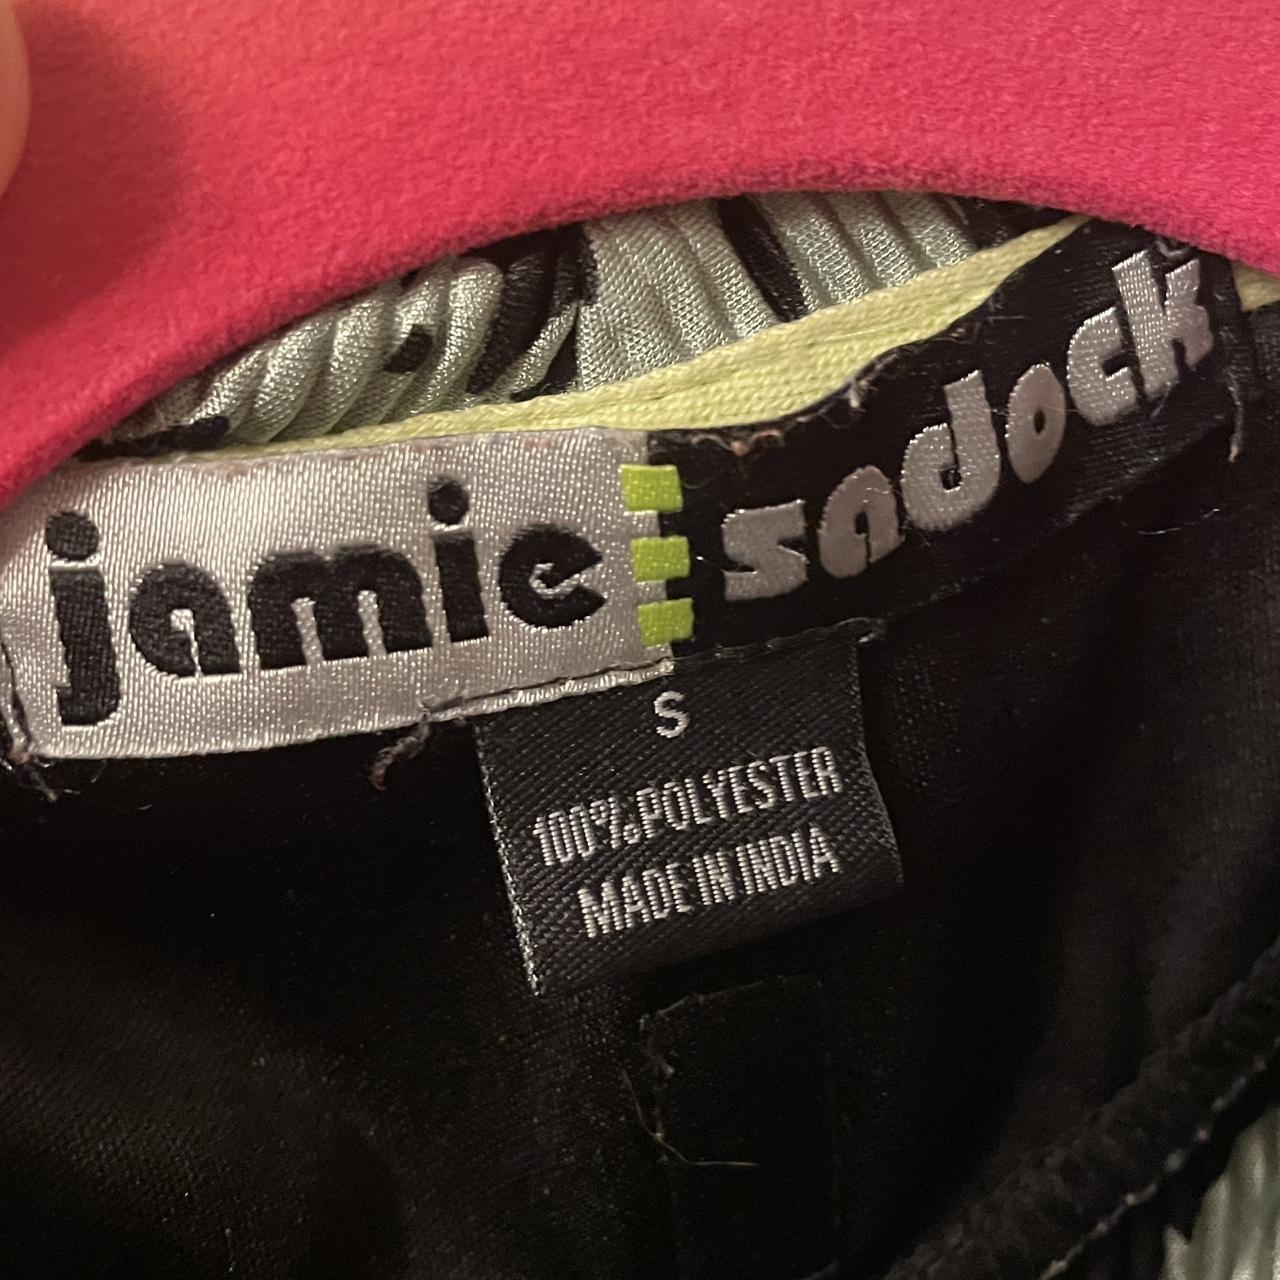 jamie sadock
S
100% POLYESTER
MADE IN INDIA